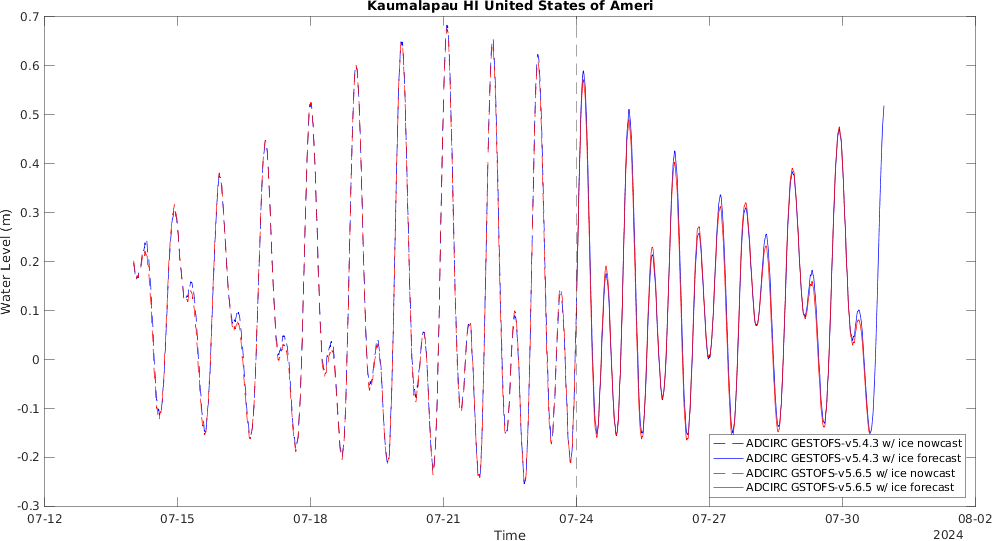 Kaumalapau HI United States of Ameri
0.7
0.6
0.5
0.4
0.3
0.2
0.1
0
-0.1
-0.2
-0.3
Water Level (m)
07-12
07-15
07-18
07-21
07-24
07-27
07-30
08-02
Time
2024
ADCIRC GESTOFS-v5.4.3 w/ ice nowcast
ADCIRC GESTOFS-v5.4.3 w/ ice forecast
ADCIRC GSTOFS-v5.6.5 w/ ice nowcast
ADCIRC GSTOFS-v5.6.5 w/ ice forecast